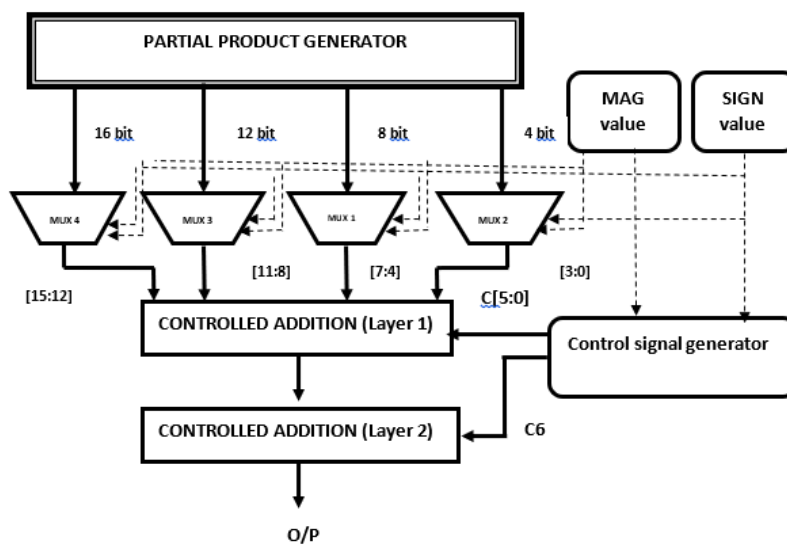 PARTIAL PRODUCT GENERATOR
MAG
value
SIGN
value
16 bit
12 bit
8 bit
4 bit
MUX 4
MUX 3
MUX 1
MUX 2
[15:12]
[11:8]
[7:4]
[3:0]
C[5:0]
CONTROLLED ADDITION (Layer 1)
Control signal generator
CONTROLLED ADDITION (Layer 2)
C6
O/P